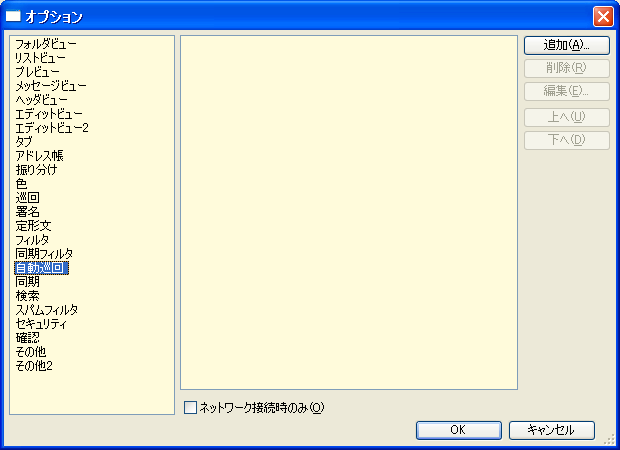 オプション
フォルダビュー
リストビュー
プレビュー
メッセージビュー
ヘッダビュー
エディットビュー
エディットビュー2
タブ
アドレス帳
振り分け
色
巡回
署名
定形文
フィルタ
同期フィルタ
自動巡回
同期
検索
スパムフィルタ
セキュリティ
確認
その他
その他2
追加(A)...
削除(R)
編集(E)...
上へ(U)
下へ(D)
ネットワーク接続時のみ(O)
OK
キャンセル